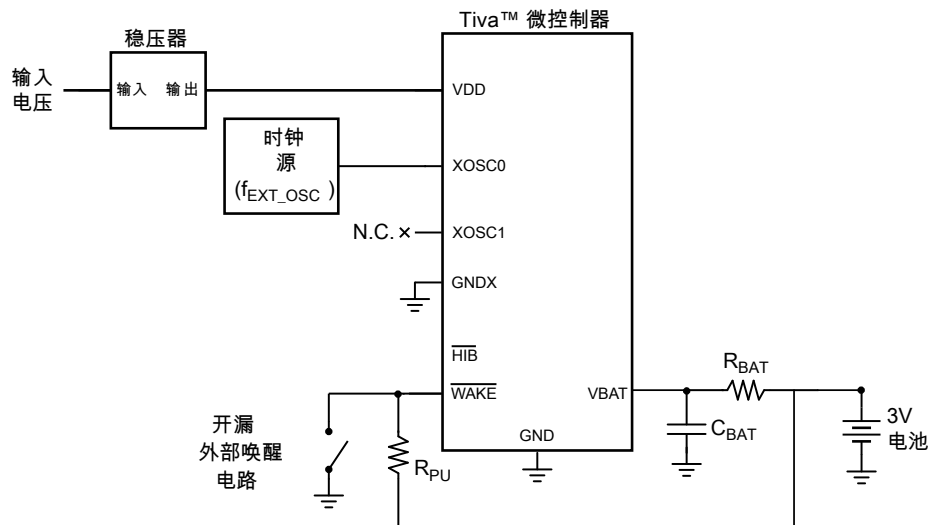 Tiva™ 微控制器
稳压器
输入
电压
输入 输出
VDD
时钟
源
(fEXT_OSC )
XOSC0
N.C. ×
XOSC1
GNDX
HIB
WAKE
VBAT
RBAT
CBAT
3V
电池
GND
开漏
外部唤醒
电路
RPU